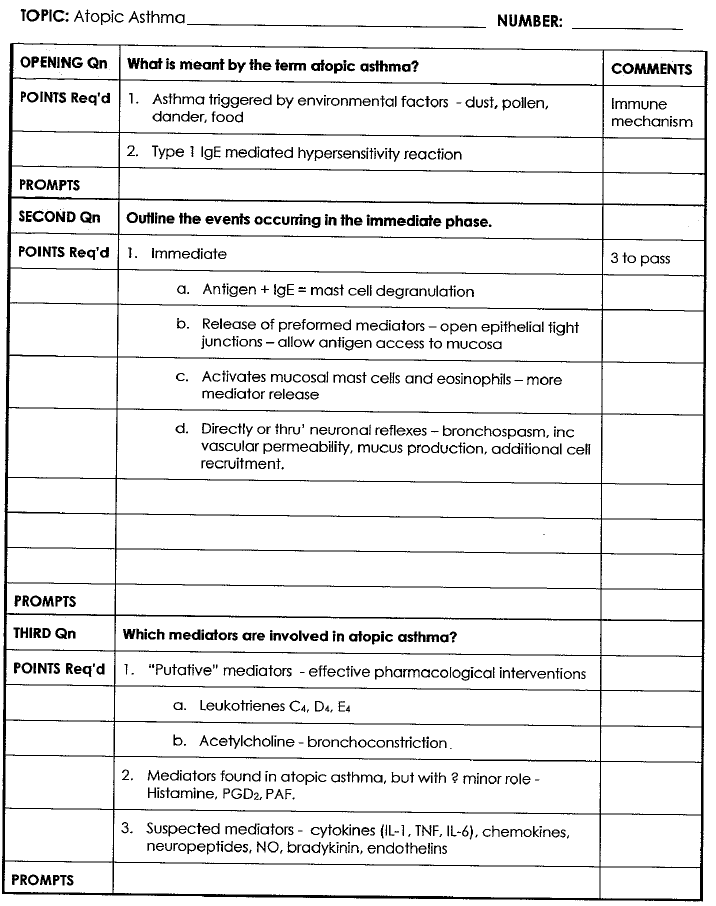 TOPIC: Atopic Asthma NUMBER:
OPENING Qn What is meant by the term atopic asthma? COMMENTS
POINTS Req'd 1. Asthma triggered by environmental factors - dust, pollen, Immune
dander, food mechanism
2. Type 1 IgE mediated hypersensitivity reaction
PROMPTS
SECOND Qn Outline the events occurring in the immediate phase.
POINTS Req'd 1. Immediate 3 to pass
a. Antigen + IgE = mast cell degranulation
b. Release of preformed mediators – open epithelial tight
junctions – allow antigen access to mucosa
c. Activates mucosal mast cells and eosinophils – more
mediator release
d. Directly or thru' neuronal reflexes – bronchospasm, inc
vascular permeability, mucus production, additional cell
recruitment.
PROMPTS
THIRD Qn Which mediators are involved in atopic asthma?
POINTS Req'd 1. "Putative" mediators - effective pharmacological interventions
a. Leukotrienes C₄, D₄, E₄
b. Acetylcholine - bronchoconstriction.
2. Mediators found in atopic asthma, but with ? minor role -
Histamine, PGD₂, PAF.
3. Suspected mediators - cytokines (IL-1, TNF, IL-6), chemokines,
neuropeptides, NO, bradykinin, endothelins
PROMPTS